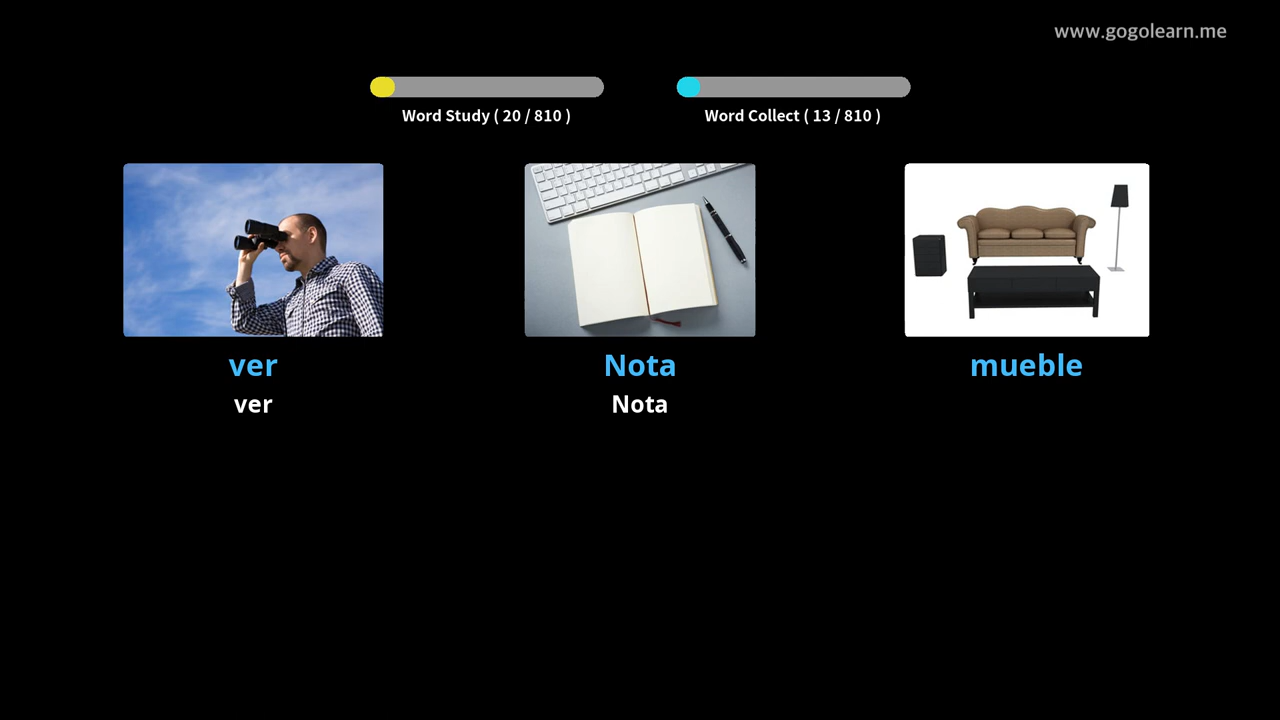 www.gogolearn.me
Word Study ( 20 / 810 )
Word Collect ( 13 / 810 )
ver
Nota
mueble
ver
Nota